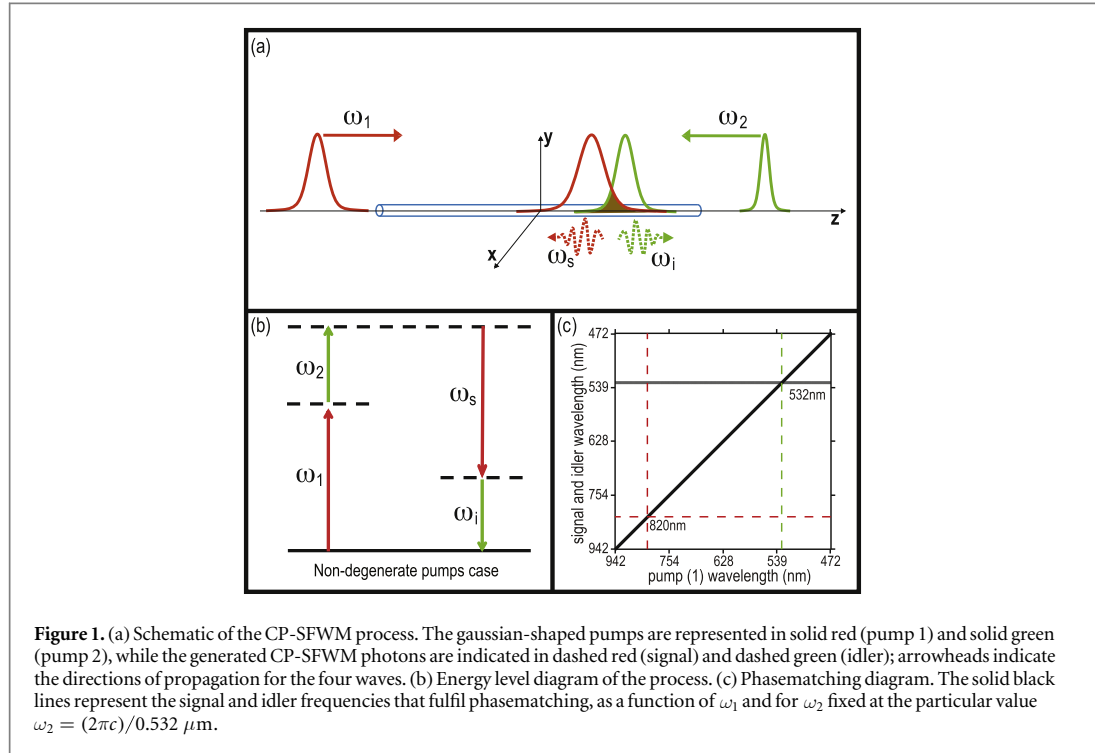 (a)
ω₁
ω₂
y
z
x
ωₛ
ωᵢ
(b)
ω₂
ωₛ
ω₁
ωᵢ
Non-degenerate pumps case
(c)
signal and idler wavelength (nm)
472
539
628
754
942
532nm
820nm
942 754 628 539 472
pump (1) wavelength (nm)
Figure 1. (a) Schematic of the CP-SFWM process. The gaussian-shaped pumps are represented in solid red (pump 1) and solid green
(pump 2), while the generated CP-SFWM photons are indicated in dashed red (signal) and dashed green (idler); arrowheads indicate
the directions of propagation for the four waves. (b) Energy level diagram of the process. (c) Phasematching diagram. The solid black
lines represent the signal and idler frequencies that fulfil phasematching, as a function of ω₁ and for ω₂ fixed at the particular value
ω₂ = (2πc)/0.532 μm.